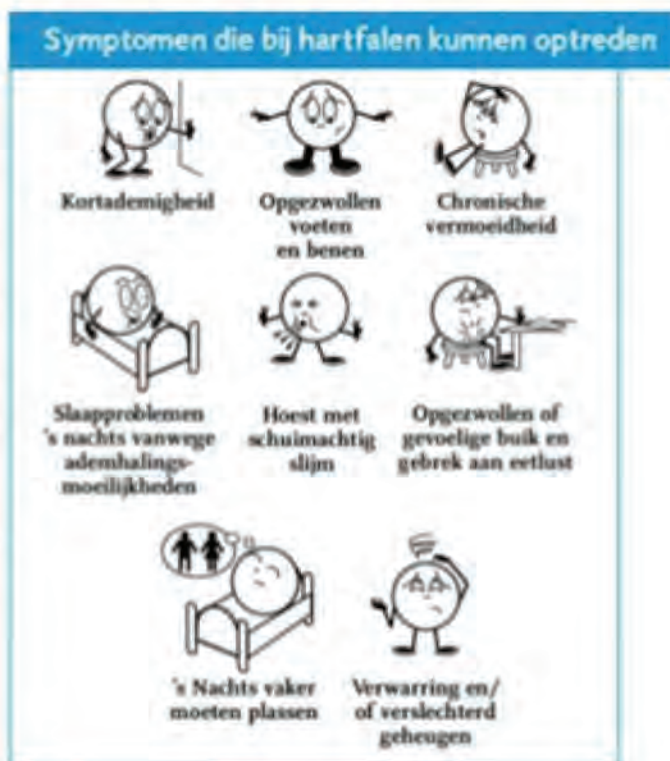 Symptomen die bij hartfalen kunnen optreden
Kortademigheid
Opgezwollen
voeten
en benen
Chronische
vermoeidheid
Slaapproblemen
's nachts vanwege
ademhalings-
moeilijkheden
Hoest met
schuimachtig
slijm
Opgezwollen of
gevoelige buik en
gebrek aan eetlust
's Nachts vaker
moeten plassen
Verwarring en/
of verslechterd
geheugen